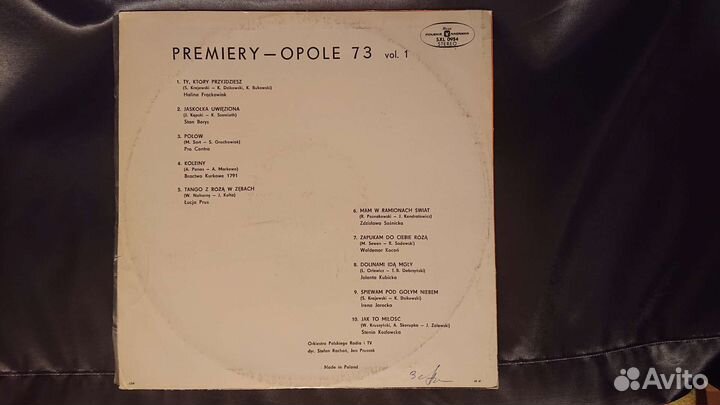 PREMIERY — OPOLE 73 vol. 1
POLSKIE NAGRANIA
SXL 0954
STEREO
1. TY, KTÓRY PRZYJDZIESZ
(S. Krajewski — K. Dzikowski, K. Bukowski)
Halina Frąckowiak
2. JASKÓŁKA UWIĘZIONA
(J. Kępski — K. Szemioth)
Stan Borys
3. POŁÓW
(M. Sart — S. Grochowiak)
Pro Contra
4. KOLEINY
(A. Panas — A. Markowa)
Bractwo Kurkowe 1791
5. TANGO Z RÓŻĄ W ZĘBACH
(W. Nahorny — J. Kofta)
Łucja Prus
6. MAM W RAMIONACH ŚWIAT
(R. Poznakowski — J. Kondratowicz)
Zdzisława Sośnicka
7. ZAPUKAM DO CIEBIE RÓŻĄ
(M. Sewen — R. Sadowski)
Waldemar Kocoń
8. DOLINAMI IDĄ MGŁY
(L. Orlewicz — T. B. Dobrzyński)
Jolanta Kubicka
9. ŚPIEWAM POD GOŁYM NIEBEM
(S. Krajewski — K. Dzikowski)
Irena Jarocka
10. JAK TO MIŁOŚĆ
(W. Kruszyński, A. Skorupka — J. Zalewski)
Stenia Kozłowska
Orkiestra Polskiego Radia i TV
dyr. Stefan Rachoń, Jan Pruszak
Made in Poland
Avito